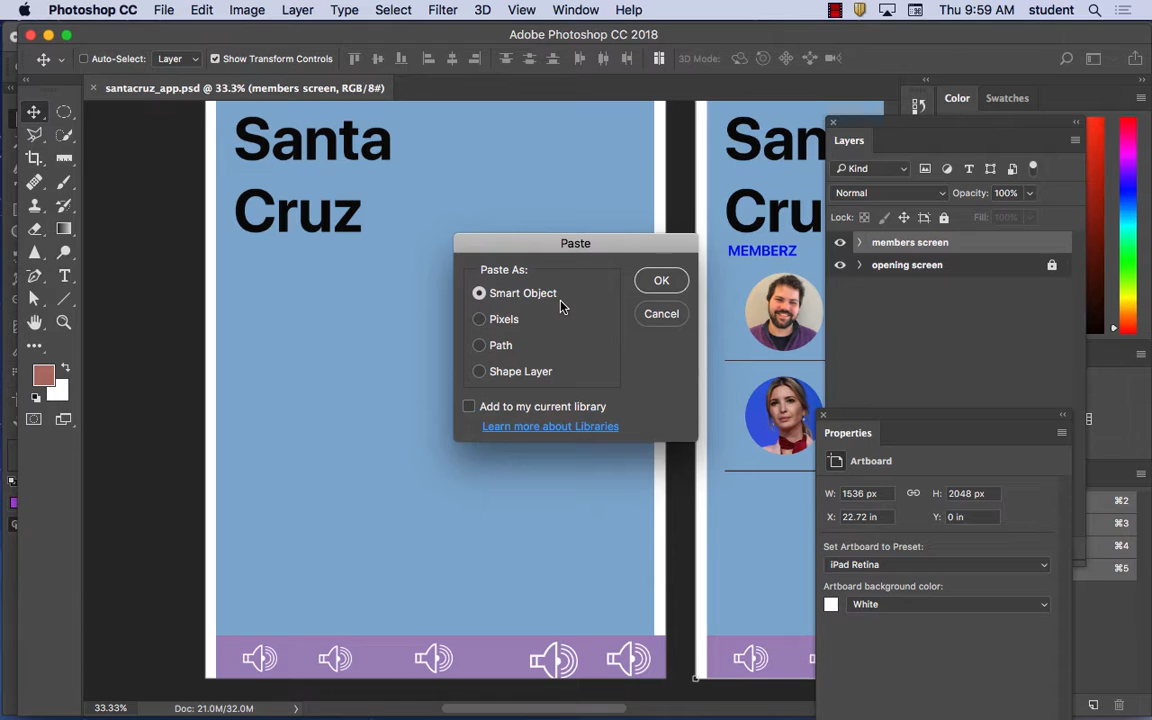 Photoshop CC File Edit Image Layer Type Select Filter 3D View Window Help Thu 9:59 AM student
Adobe Photoshop CC 2018
Auto-Select: Layer Show Transform Controls 3D Mode:
× santacruz_app.psd @ 33.3% (members screen, RGB/8#)
Color Swatches
Santa
Cruz
San
Cru
MEMBERZ
Layers
Kind
Normal Opacity: 100%
Lock: Fill: 100%
members screen
opening screen
Paste
Paste As:
Smart Object
Pixels
Path
Shape Layer
Add to my current library
Learn more about Libraries
OK
Cancel
Properties
Artboard
W: 1536 px H: 2048 px
X: 22.72 in Y: 0 in
Set Artboard to Preset:
iPad Retina
Artboard background color:
White
⌘2
⌘3
⌘4
⌘5
33.33% Doc: 21.0M/32.0M